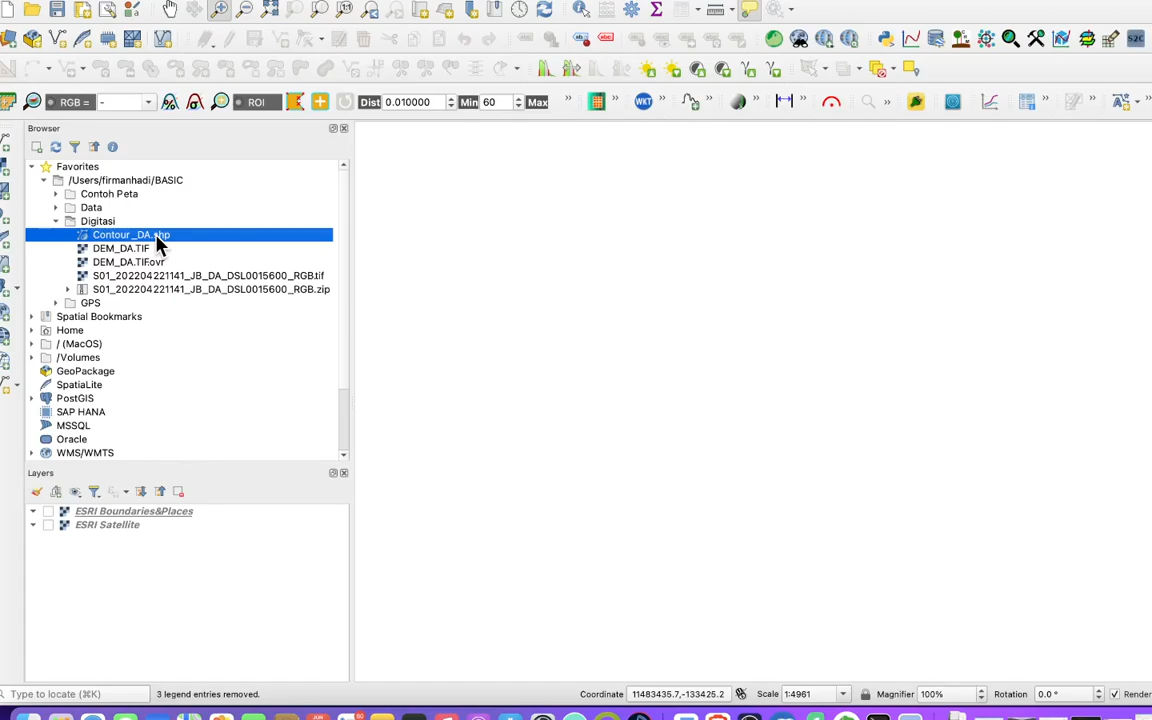 RGB = -
ROI
Dist 0.010000 Min 60 Max
WKT
S2C
Browser
Favorites
/Users/firmanhadi/BASIC
Contoh Peta
Data
Digitasi
Contour_DA.shp
DEM_DA.TIF
DEM_DA.TIF.ovr
S01_202204221141_JB_DA_DSL0015600_RGB.tif
S01_202204221141_JB_DA_DSL0015600_RGB.zip
GPS
Spatial Bookmarks
Home
/ (MacOS)
/Volumes
GeoPackage
SpatiaLite
PostGIS
SAP HANA
MSSQL
Oracle
WMS/WMTS
Layers
ESRI Boundaries&Places
ESRI Satellite
Type to locate (⌘K) 3 legend entries removed. Coordinate 11483435.7,-133425.2 Scale 1:4961 Magnifier 100% Rotation 0.0 ° Render